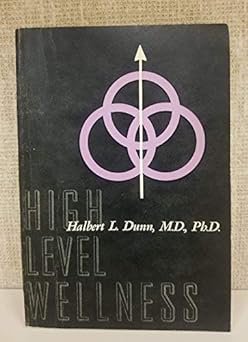 HIGH
Halbert L. Dunn, M.D., Ph.D.
LEVEL
WELLNESS